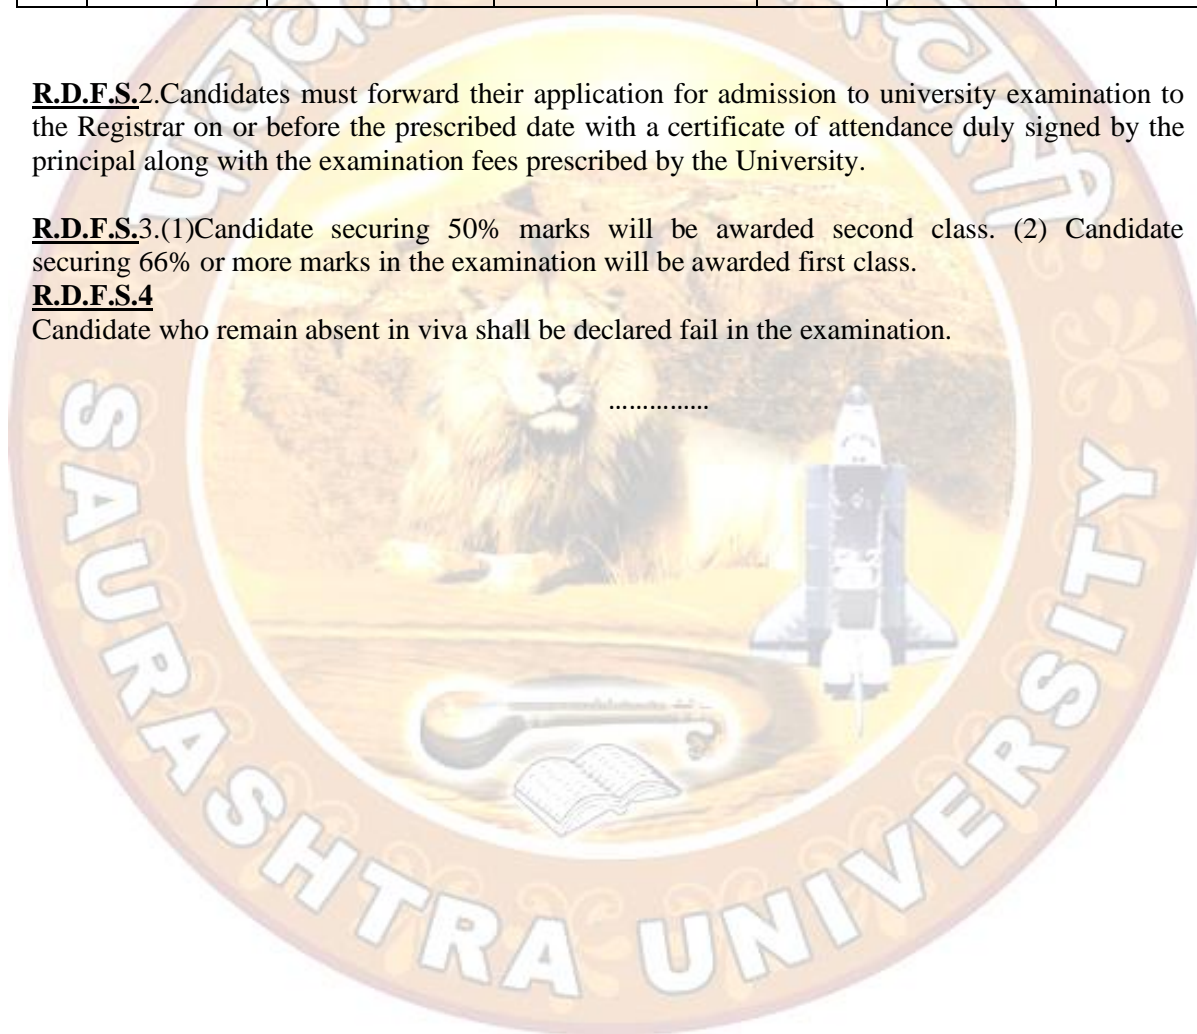 R.D.F.S.2.Candidates must forward their application for admission to university examination to
the Registrar on or before the prescribed date with a certificate of attendance duly signed by the
principal along with the examination fees prescribed by the University.
R.D.F.S.3.(1)Candidate securing 50% marks will be awarded second class. (2) Candidate
securing 66% or more marks in the examination will be awarded first class.
R.D.F.S.4
Candidate who remain absent in viva shall be declared fail in the examination.
..............
SAURASHTRA UNIVERSITY